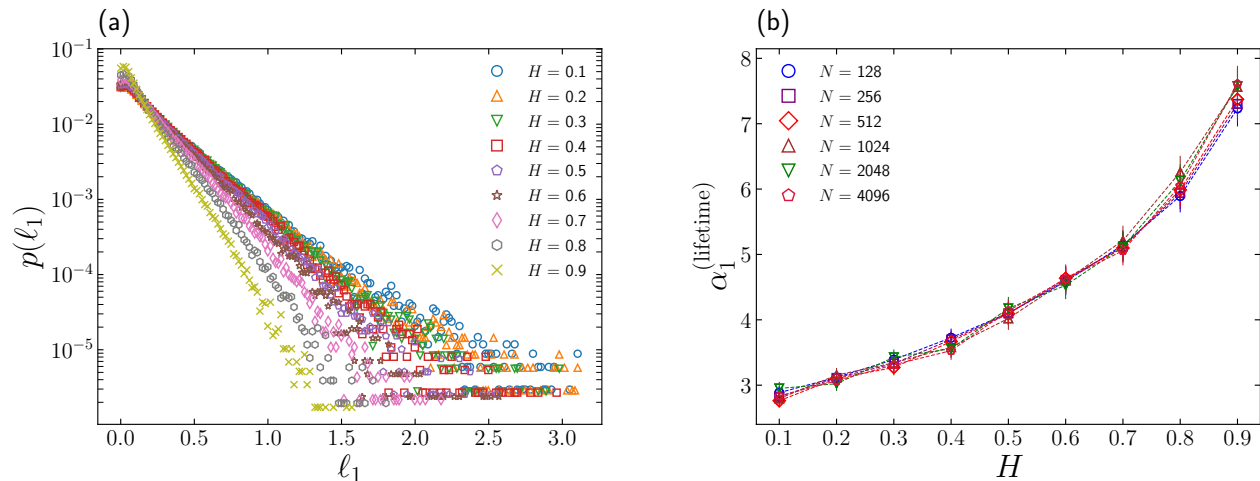 (a)
10⁻¹
10⁻²
10⁻³
10⁻⁴
10⁻⁵
p(ℓ₁)
H = 0.1
H = 0.2
H = 0.3
H = 0.4
H = 0.5
H = 0.6
H = 0.7
H = 0.8
H = 0.9
0.0 0.5 1.0 1.5 2.0 2.5 3.0
ℓ₁
(b)
8
7
6
5
4
3
α₁^(lifetime)
N = 128
N = 256
N = 512
N = 1024
N = 2048
N = 4096
0.1 0.2 0.3 0.4 0.5 0.6 0.7 0.8 0.9
H